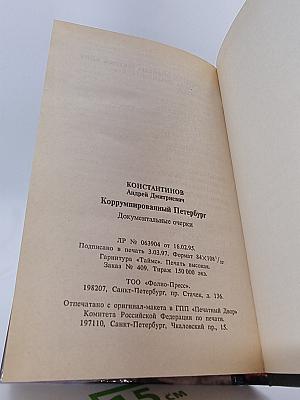 КОНСТАНТИНОВ
Андрей Дмитриевич
Коррумпированный Петербург
Документальные очерки
ЛР № 063904 от 16.02.95.
Подписано в печать 3.03.97. Формат 84×108¹/₃₂
Гарнитура «Таймс». Печать высокая.
Заказ № 409. Тираж 150 000 экз.
ТОО «Фолио-Пресс».
198207, Санкт-Петербург, пр. Стачек, д. 136.
Отпечатано с оригинал-макета в ГПП «Печатный Двор»
Комитета Российской Федерации по печати.
197110, Санкт-Петербург, Чкаловский пр., 15.
5см